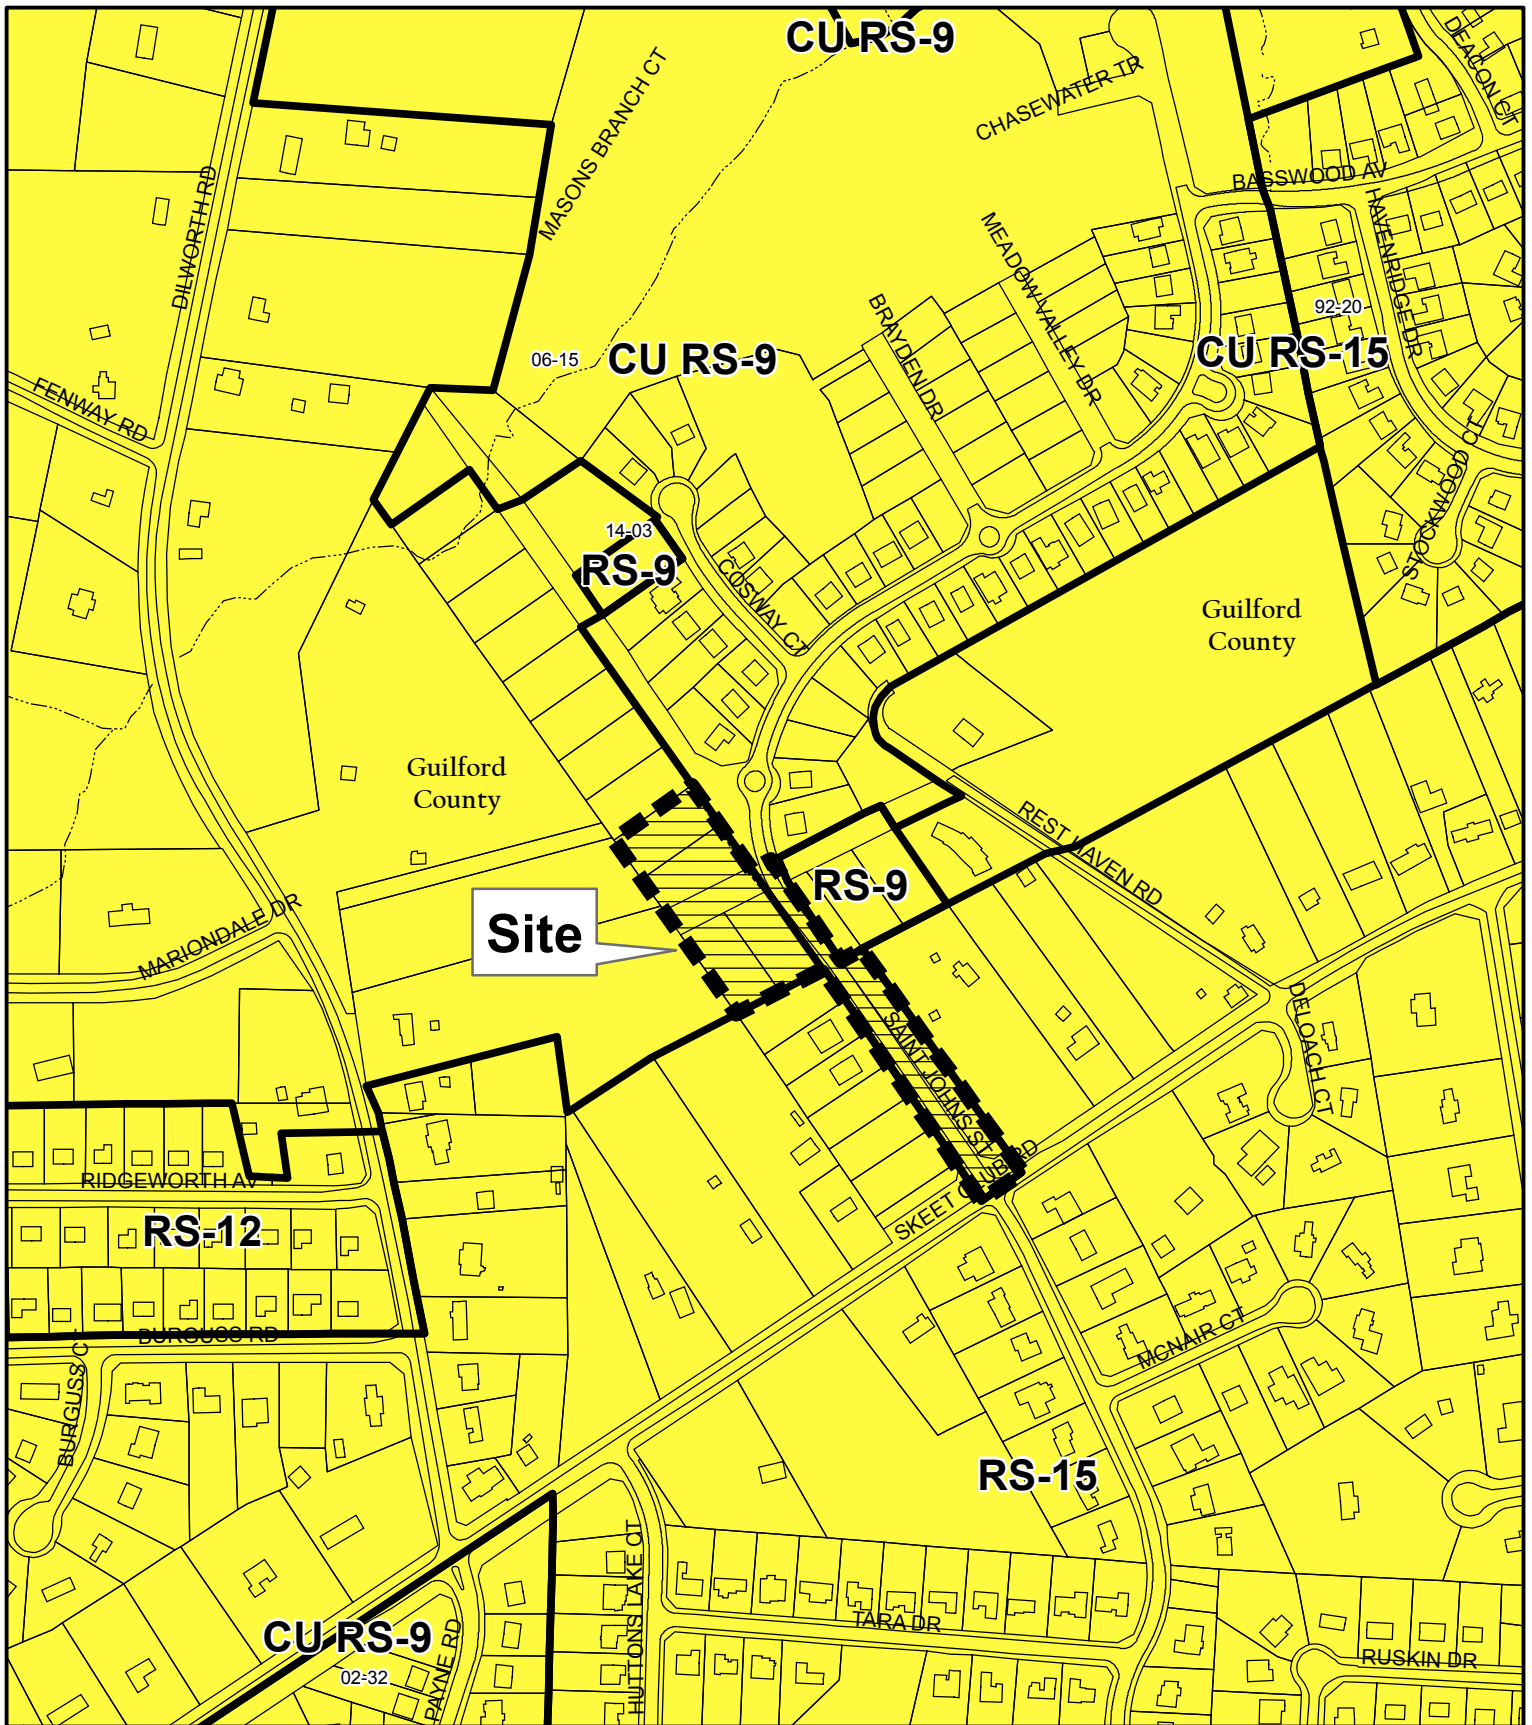 CU RS-9
DEACON CT
MASONS BRANCH CT
CHASEWATER TR
BASSWOOD AV
DILWORTH RD
HAVENRIDGE DR
MEADOW VALLEY DR
BRAYDEN DR
92-20
CU RS-15
06-15
CU RS-9
FENWAY RD
STOCKWOOD CT
14-03
RS-9
COSWAY CT
Guilford
County
Guilford
County
REST HAVEN RD
RS-9
Site
MARIONDALE DR
DELOACH CT
SAINT JOHNS ST
SKEET CLUB RD
RIDGEWORTH AV
RS-12
BURGUSS RD
BURGUSS CT
MCNAIR CT
RS-15
HUTTONS LAKE CT
TARA DR
CU RS-9
02-32
PAYNE RD
RUSKIN DR